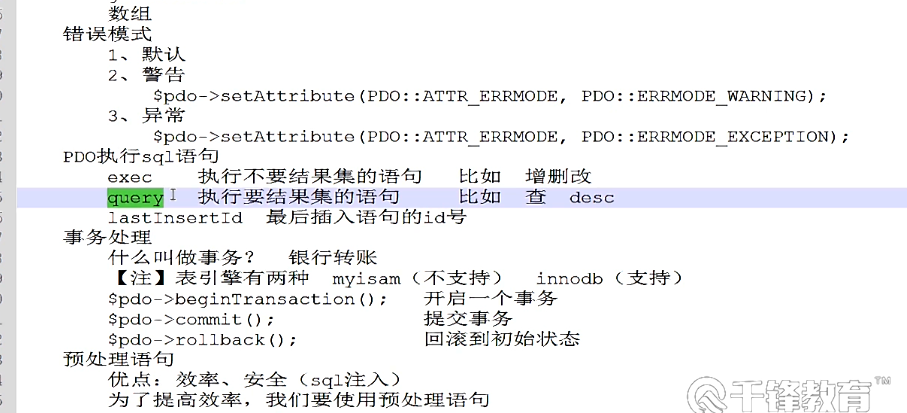 数组
错误模式
1、默认
2、警告
$pdo->setAttribute(PDO::ATTR_ERRMODE, PDO::ERRMODE_WARNING);
3、异常
$pdo->setAttribute(PDO::ATTR_ERRMODE, PDO::ERRMODE_EXCEPTION);
PDO执行sql语句
exec 执行不要结果集的语句 比如 增删改
query 执行要结果集的语句 比如 查 desc
lastInsertId 最后插入语句的id号
事务处理
什么叫做事务? 银行转账
【注】表引擎有两种 myisam（不支持） innodb（支持）
$pdo->beginTransaction(); 开启一个事务
$pdo->commit(); 提交事务
$pdo->rollback(); 回滚到初始状态
预处理语句
优点：效率、安全（sql注入）
为了提高效率，我们要使用预处理语句
千锋教育™